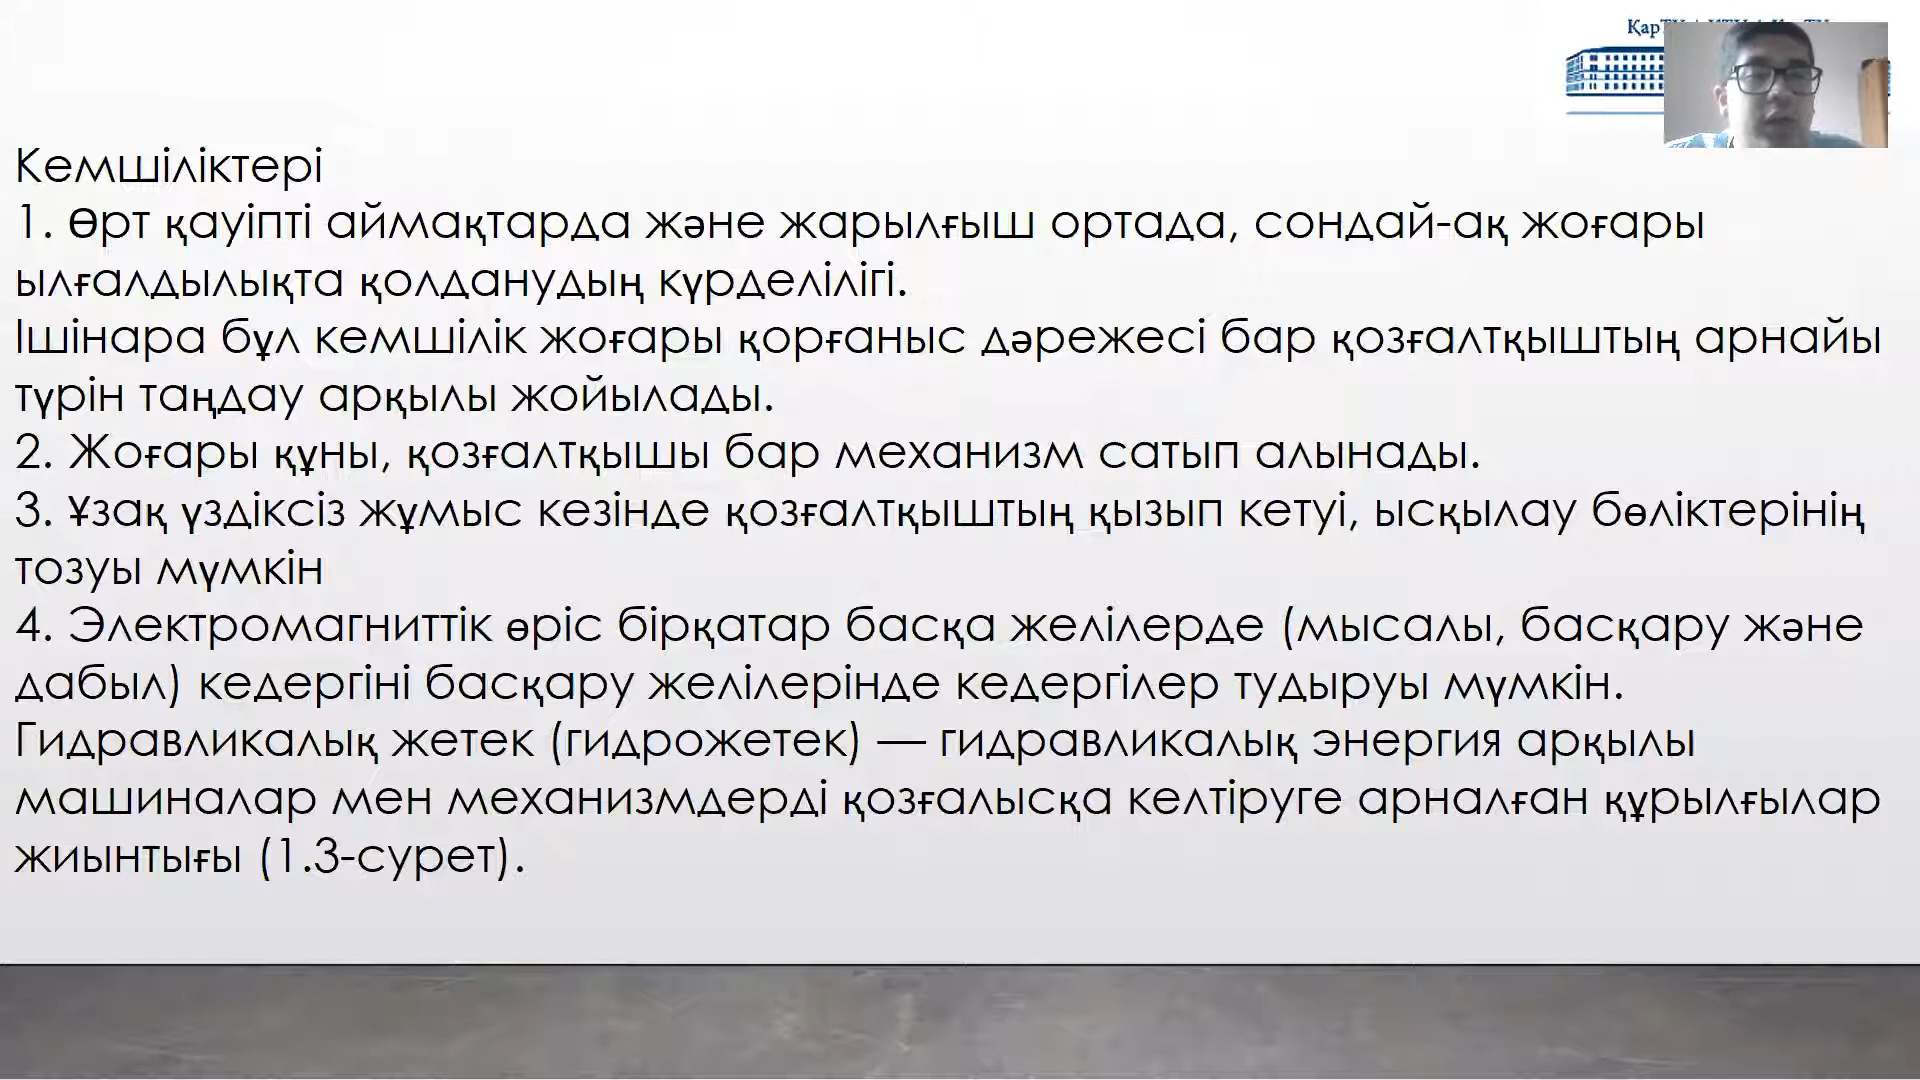 Кемшіліктері
1. Өрт қауіпті аймақтарда және жарылғыш ортада, сондай-ақ жоғары
ылғалдылықта қолданудың күрделілігі.
Ішінара бұл кемшілік жоғары қорғаныс дәрежесі бар қозғалтқыштың арнайы
түрін таңдау арқылы жойылады.
2. Жоғары құны, қозғалтқышы бар механизм сатып алынады.
3. Ұзақ үздіксіз жұмыс кезінде қозғалтқыштың қызып кетуі, ысқылау бөліктерінің
тозуы мүмкін
4. Электромагниттік өріс бірқатар басқа желілерде (мысалы, басқару және
дабыл) кедергіні басқару желілерінде кедергілер тудыруы мүмкін.
Гидравликалық жетек (гидрожетек) — гидравликалық энергия арқылы
машиналар мен механизмдерді қозғалысқа келтіруге арналған құрылғылар
жиынтығы (1.3-сурет).